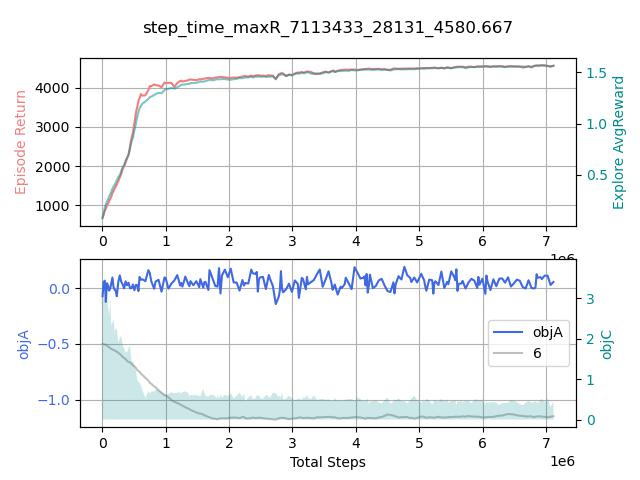 step_time_maxR_7113433_28131_4580.667
4000
3000
2000
1000
Episode Return
1.5
1.0
0.5
Explore AvgReward
0 1 2 3 4 5 6 7
1e6
0.0
−0.5
−1.0
objA
objA
6
3
2
1
0
objC
0 1 2 3 4 5 6 7
Total Steps
1e6